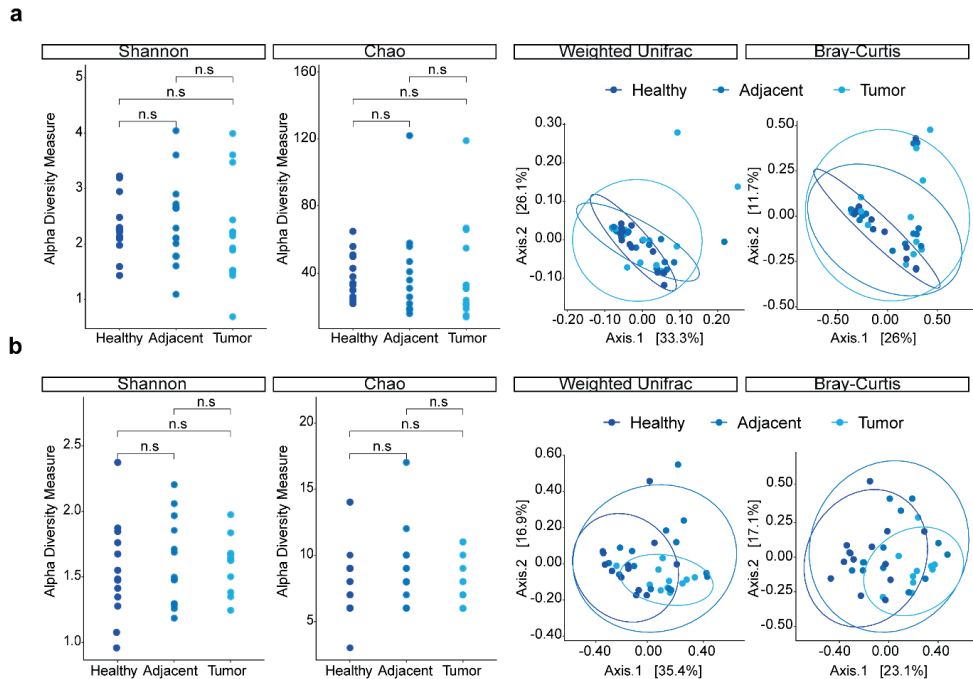 a
Shannon
Chao
Weighted Unifrac
Bray-Curtis
Alpha Diversity Measure
5
4
3
2
1
n.s
n.s
n.s
Healthy Adjacent Tumor
Alpha Diversity Measure
160
120
80
40
n.s
n.s
n.s
Healthy Adjacent Tumor
Healthy Adjacent Tumor
Axis.2 [26.1%]
0.30
0.20
0.10
0.00
-0.10
-0.20 -0.10 0.00 0.10 0.20
Axis.1 [33.3%]
Axis.2 [11.7%]
0.50
0.25
0.00
-0.25
-0.50
-0.50 0.00 0.50
Axis.1 [26%]
b
Shannon
Chao
Weighted Unifrac
Bray-Curtis
Alpha Diversity Measure
2.5
2.0
1.5
1.0
n.s
n.s
n.s
Healthy Adjacent Tumor
Alpha Diversity Measure
20
15
10
5
n.s
n.s
n.s
Healthy Adjacent Tumor
Healthy Adjacent Tumor
Axis.2 [16.9%]
0.60
0.40
0.20
0.00
-0.20
-0.40
-0.40 0.00 0.40
Axis.1 [35.4%]
Axis.2 [17.1%]
0.50
0.25
0.00
-0.25
-0.50
-0.40 0.00 0.40
Axis.1 [23.1%]